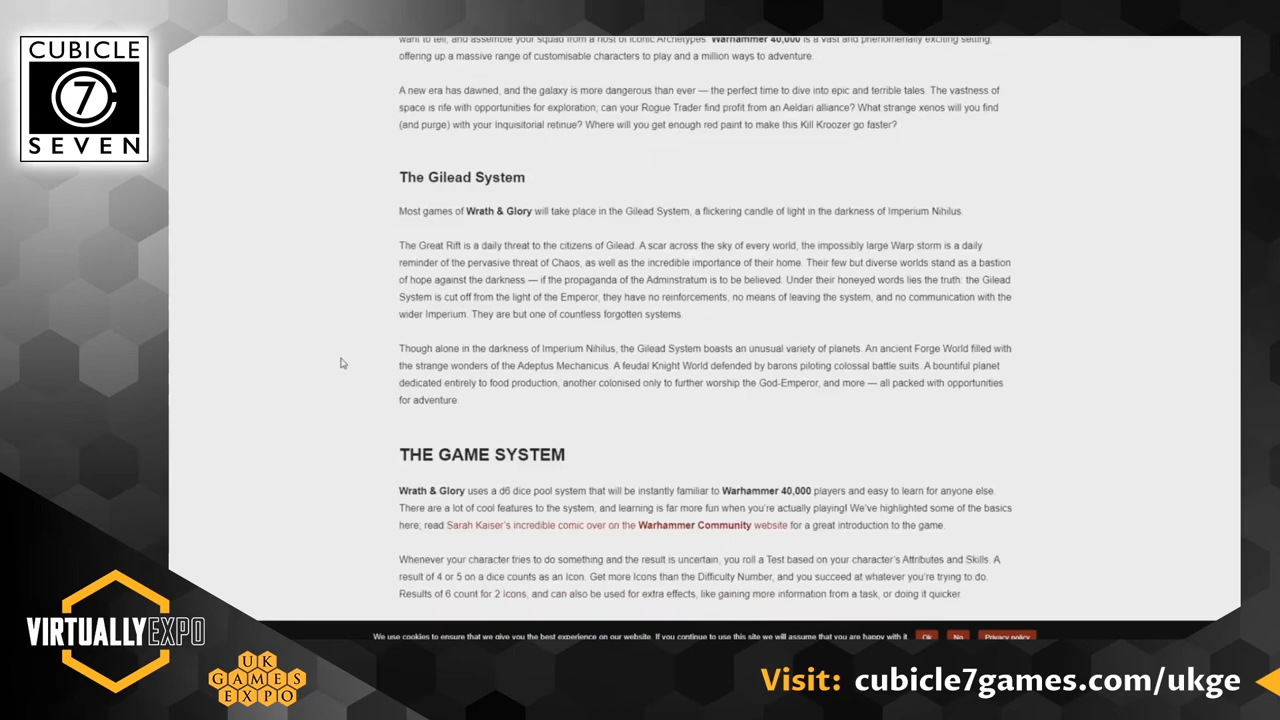 CUBICLE
7
SEVEN
want to tell, and assemble your squad from a host of iconic Archetypes. Warhammer 40,000 is a vast and phenomenally exciting setting,
offering up a massive range of customisable characters to play and a million ways to adventure.
A new era has dawned, and the galaxy is more dangerous than ever — the perfect time to dive into epic and terrible tales. The vastness of
space is rife with opportunities for exploration; can your Rogue Trader find profit from an Aeldari alliance? What strange xenos will you find
(and purge) with your Inquisitorial retinue? Where will you get enough red paint to make this Kill Kroozer go faster?
The Gilead System
Most games of Wrath & Glory will take place in the Gilead System, a flickering candle of light in the darkness of Imperium Nihilus.
The Great Rift is a daily threat to the citizens of Gilead. A scar across the sky of every world, the impossibly large Warp storm is a daily
reminder of the pervasive threat of Chaos, as well as the incredible importance of their home. Their few but diverse worlds stand as a bastion
of hope against the darkness — if the propaganda of the Adminstratum is to be believed. Under their honeyed words lies the truth: the Gilead
System is cut off from the light of the Emperor, they have no reinforcements, no means of leaving the system, and no communication with the
wider Imperium. They are but one of countless forgotten systems.
Though alone in the darkness of Imperium Nihilus, the Gilead System boasts an unusual variety of planets. An ancient Forge World filled with
the strange wonders of the Adeptus Mechanicus. A feudal Knight World defended by barons piloting colossal battle suits. A bountiful planet
dedicated entirely to food production, another colonised only to further worship the God-Emperor, and more — all packed with opportunities
for adventure.
THE GAME SYSTEM
Wrath & Glory uses a d6 dice pool system that will be instantly familiar to Warhammer 40,000 players and easy to learn for anyone else.
There are a lot of cool features to the system, and learning is far more fun when you're actually playing! We've highlighted some of the basics
here; read Sarah Kaiser's incredible comic over on the Warhammer Community website for a great introduction to the game.
Whenever your character tries to do something and the result is uncertain, you roll a Test based on your character's Attributes and Skills. A
result of 4 or 5 on a dice counts as an Icon. Get more Icons than the Difficulty Number, and you succeed at whatever you're trying to do.
Results of 6 count for 2 Icons, and can also be used for extra effects, like gaining more information from a task, or doing it quicker.
We use cookies to ensure that we give you the best experience on our website. If you continue to use this site we will assume that you are happy with it. Ok No Privacy policy
VIRTUALLY EXPO
UK
GAMES
EXPO
Visit: cubicle7games.com/ukge